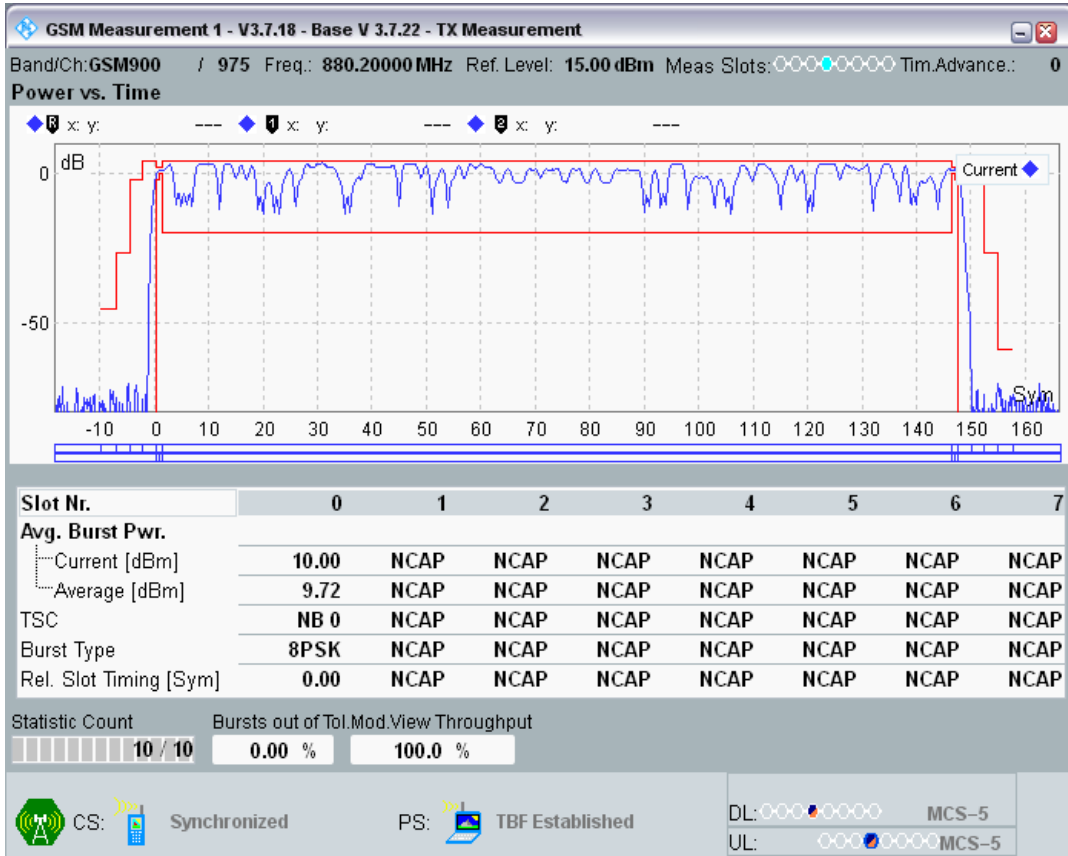 GSM Measurement 1 - V3.7.18 - Base V 3.7.22 - TX Measurement
Band/Ch:GSM900 / 975 Freq.: 880.20000 MHz Ref. Level: 15.00 dBm Meas Slots: Tim.Advance.: 0
Power vs. Time
R x: y: --- 1 x: y: --- 2 x: y: ---
dB
Current
0
-50
Sym
-10 0 10 20 30 40 50 60 70 80 90 100 110 120 130 140 150 160
Slot Nr. 0 1 2 3 4 5 6 7
Avg. Burst Pwr.
Current [dBm] 10.00 NCAP NCAP NCAP NCAP NCAP NCAP NCAP
Average [dBm] 9.72 NCAP NCAP NCAP NCAP NCAP NCAP NCAP
TSC NB 0 NCAP NCAP NCAP NCAP NCAP NCAP NCAP
Burst Type 8PSK NCAP NCAP NCAP NCAP NCAP NCAP NCAP
Rel. Slot Timing [Sym] 0.00 NCAP NCAP NCAP NCAP NCAP NCAP NCAP
Statistic Count Bursts out of Tol.Mod.View Throughput
10 / 10 0.00 % 100.0 %
CS: Synchronized PS: TBF Established DL: MCS-5
UL: MCS-5